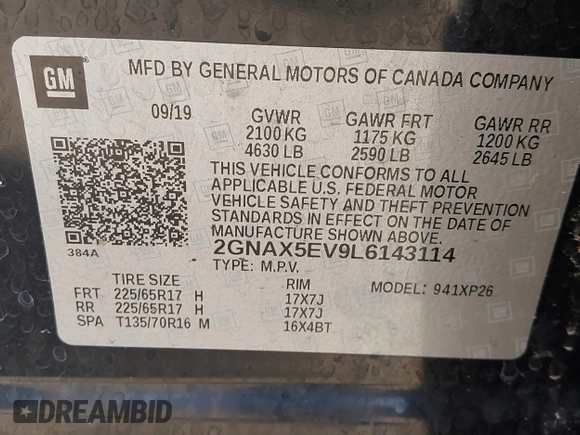 GM
MFD BY GENERAL MOTORS OF CANADA COMPANY
09/19 GVWR GAWR FRT GAWR RR
2100 KG 1175 KG 1200 KG
4630 LB 2590 LB 2645 LB
THIS VEHICLE CONFORMS TO ALL
APPLICABLE U.S. FEDERAL MOTOR
VEHICLE SAFETY AND THEFT PREVENTION
STANDARDS IN EFFECT ON THE DATE OF
MANUFACTURE SHOWN ABOVE.
384A 2GNAX5EV9L6143114
TYPE: M.P.V.
TIRE SIZE RIM MODEL: 941XP26
FRT 225/65R17 H 17X7J
RR 225/65R17 H 17X7J
SPA T135/70R16 M 16X4BT
DREAMBID